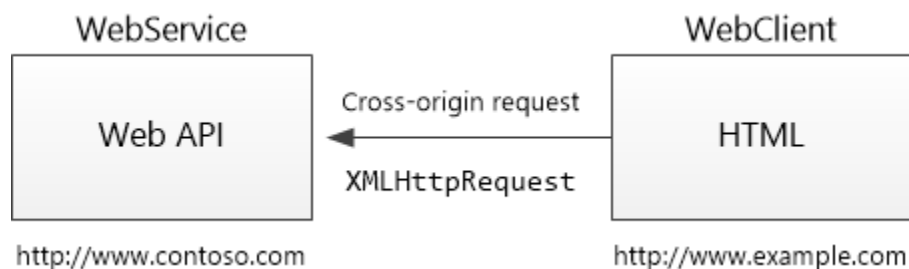 WebService
WebClient
Web API
Cross-origin request
XMLHttpRequest
HTML
http://www.contoso.com
http://www.example.com